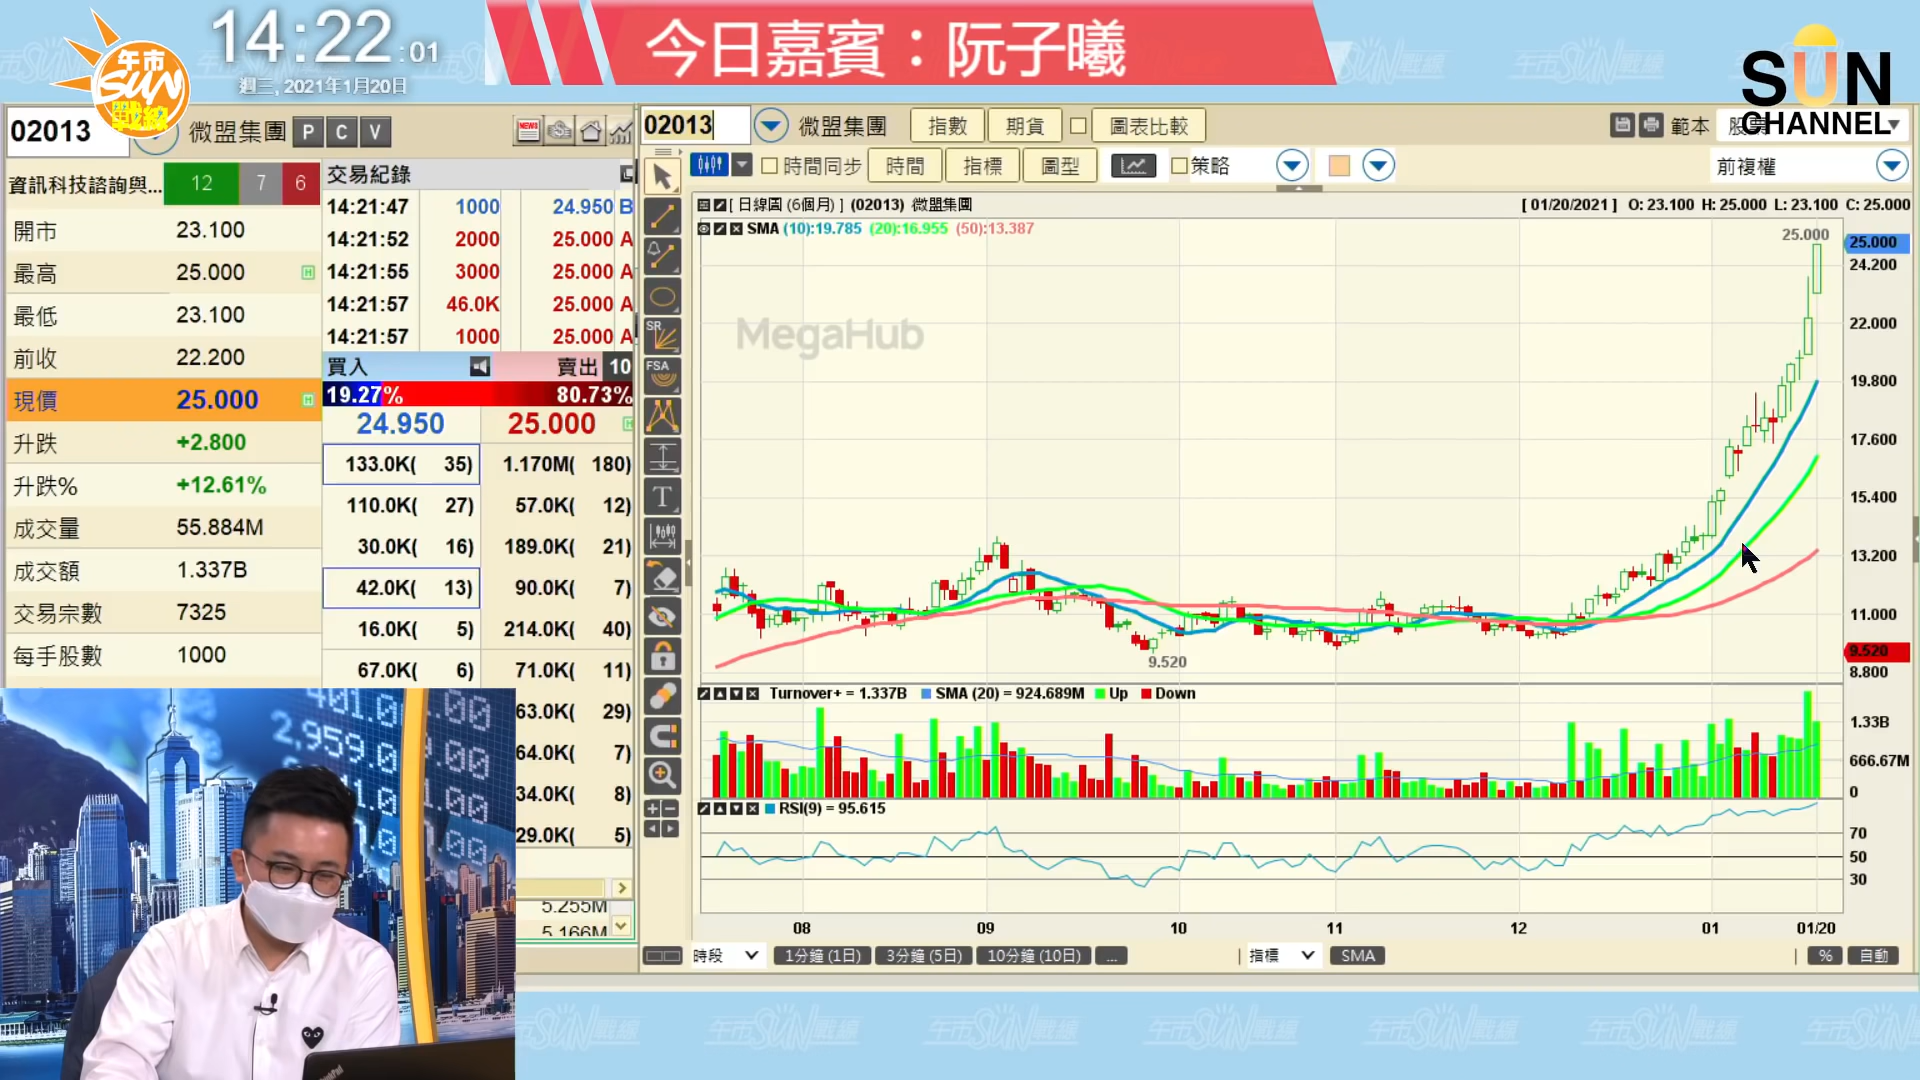 午市
SUN
戰線
14:22:01
週三, 2021年1月20日
今日嘉賓：阮子曦
SUN
CHANNEL
02013
微盟集團
P C V
NEWS
資訊科技諮詢與...
12 7 6
開市 23.100
最高 25.000
最低 23.100
前收 22.200
現價 25.000
升跌 +2.800
升跌% +12.61%
成交量 55.884M
成交額 1.337B
交易宗數 7325
每手股數 1000
交易紀錄
14:21:47 1000 24.950 B
14:21:52 2000 25.000 A
14:21:55 3000 25.000 A
14:21:57 46.0K 25.000 A
14:21:57 1000 25.000 A
買入 賣出 10
19.27% 80.73%
24.950 25.000
133.0K( 35) 1.170M( 180)
110.0K( 27) 57.0K( 12)
30.0K( 16) 189.0K( 21)
42.0K( 13) 90.0K( 7)
16.0K( 5) 214.0K( 40)
67.0K( 6) 71.0K( 11)
63.0K( 29)
64.0K( 7)
34.0K( 8)
29.0K( 5)
5.255M
5.166M
02013 微盟集團 指數 期貨 圖表比較 範本
時間同步 時間 指標 圖型 策略 前複權
SR
FSA
T
[ 日線圖 (6個月) ] (02013) 微盟集團
[ 01/20/2021 ] O: 23.100 H: 25.000 L: 23.100 C: 25.000
SMA (10):19.785 (20):16.955 (50):13.387
MegaHub
25.000
9.520
25.000
24.200
22.000
19.800
17.600
15.400
13.200
11.000
9.520
8.800
Turnover+ = 1.337B SMA (20) = 924.689M Up Down
1.33B
666.67M
0
RSI(9) = 95.615
70
50
30
08 09 10 11 12 01 01/20
時段 1分鐘 (1日) 3分鐘 (5日) 10分鐘 (10日) ... 指標 SMA % 自動